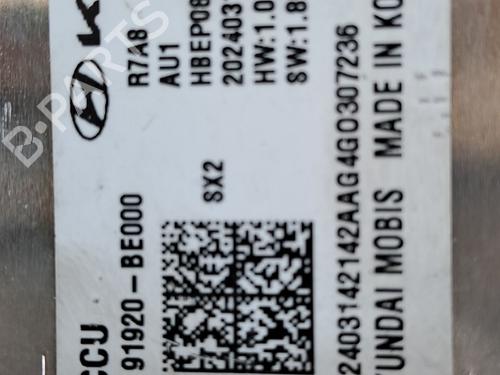 R7A8
AU1
HBEP08
2024031
HW:1.0
SW:1.8
CCU
91920-BE000
SX2
2403142142AAG4G0307236
YUNDAI MOBIS MADE IN KO
B-PARTS